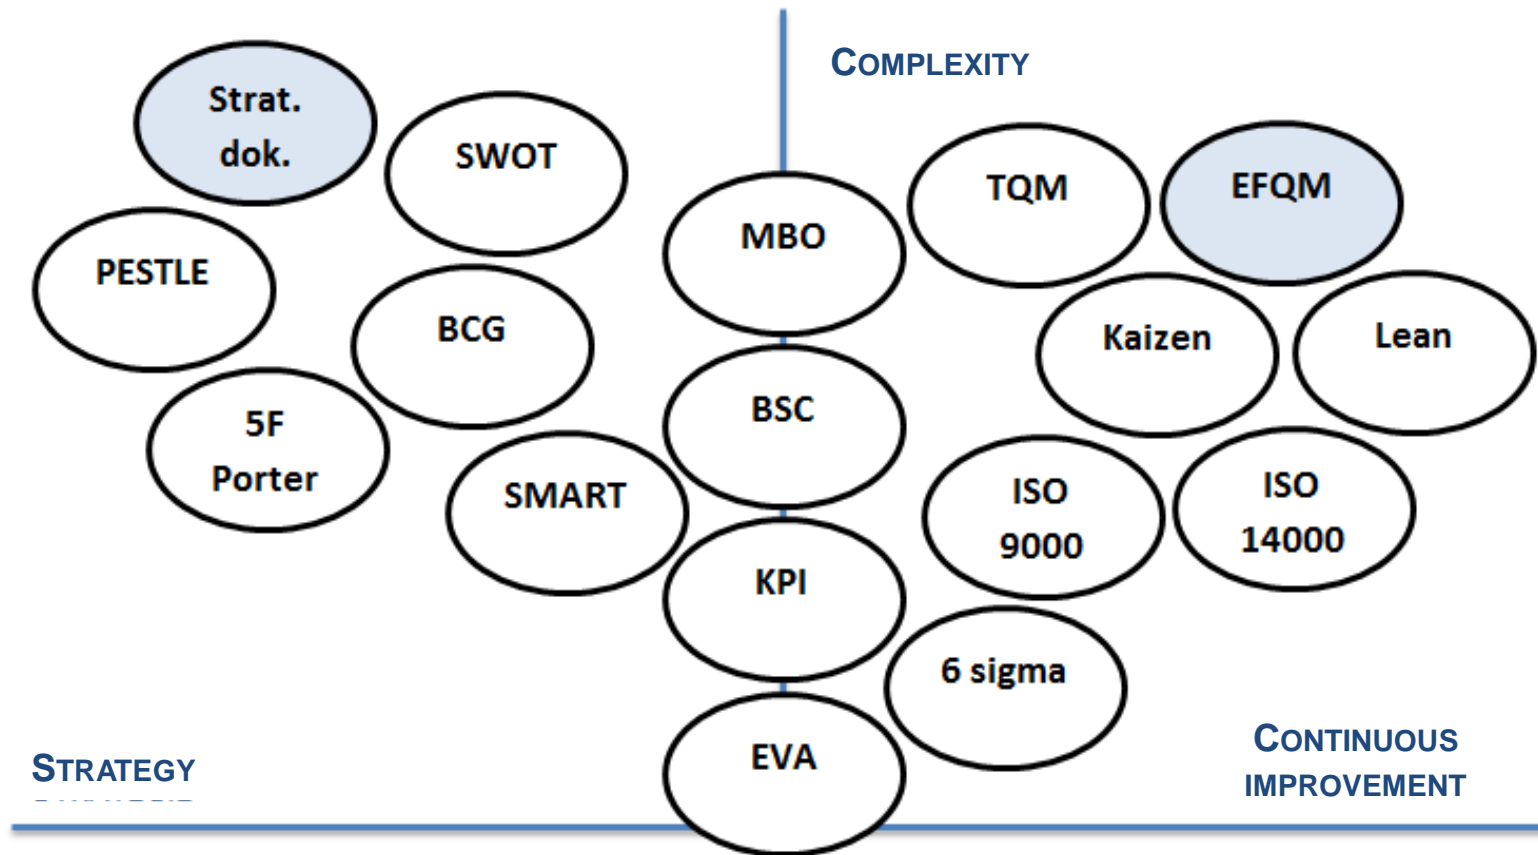 COMPLEXITY
Strat.
dok.
SWOT
TQM
EFQM
MBO
PESTLE
BCG
Kaizen
Lean
BSC
5F
Porter
SMART
ISO
9000
ISO
14000
KPI
6 sigma
EVA
STRATEGY
CONTINUOUS
IMPROVEMENT